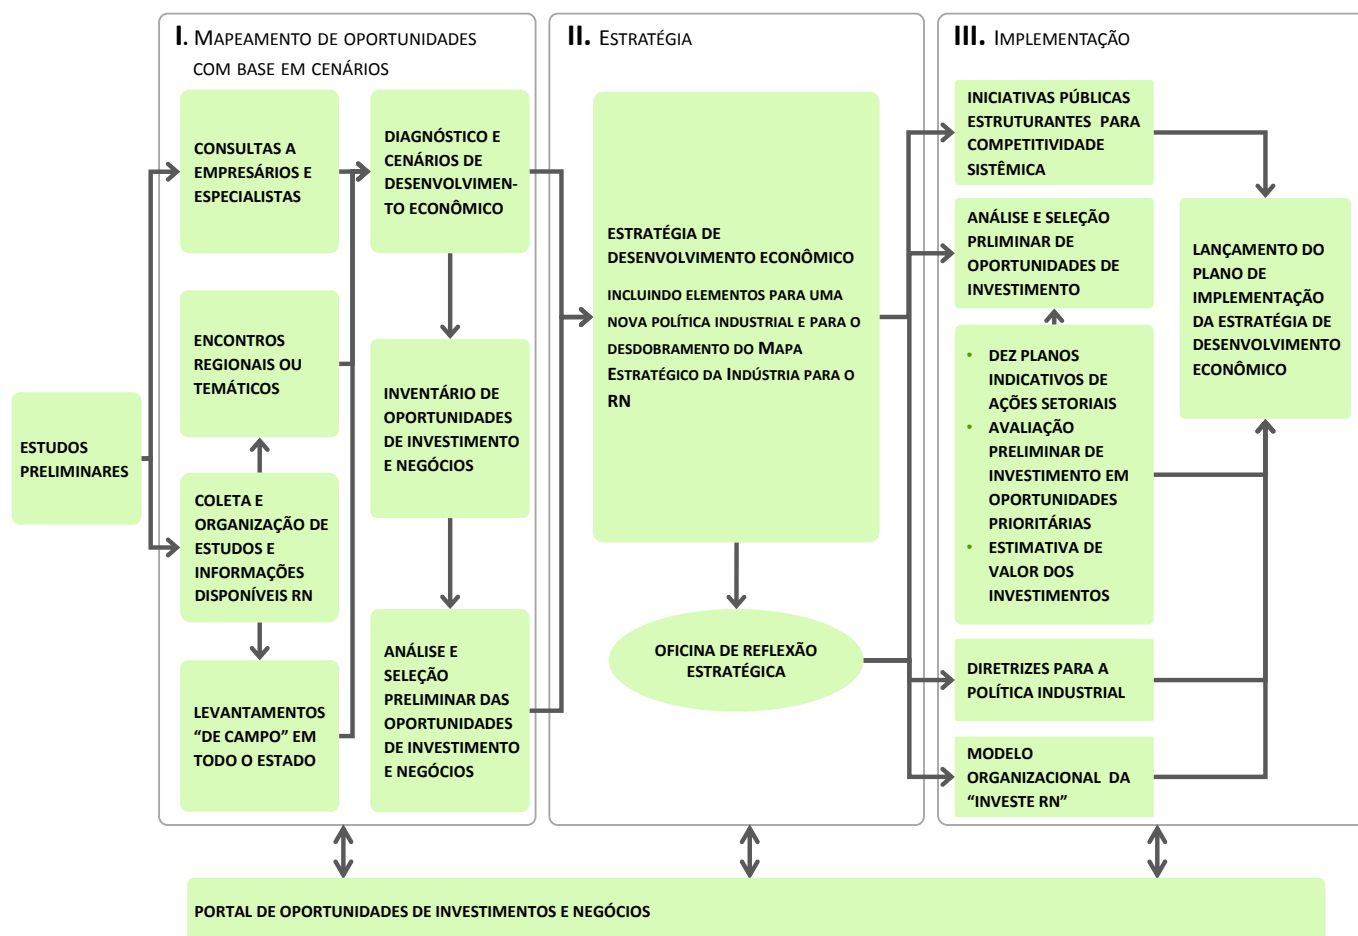 I. Mapeamento de oportunidades
com base em cenários
II. Estratégia
III. Implementação
ESTUDOS
PRELIMINARES
CONSULTAS A
EMPRESÁRIOS E
ESPECIALISTAS
ENCONTROS
REGIONAIS OU
TEMÁTICOS
COLETA E
ORGANIZAÇÃO DE
ESTUDOS E
INFORMAÇÕES
DISPONÍVEIS RN
LEVANTAMENTOS
“DE CAMPO” EM
TODO O ESTADO
DIAGNÓSTICO E
CENÁRIOS DE
DESENVOLVIMEN-
TO ECONÔMICO
INVENTÁRIO DE
OPORTUNIDADES
DE INVESTIMENTO
E NEGÓCIOS
ANÁLISE E
SELEÇÃO
PRELIMINAR DAS
OPORTUNIDADES
DE INVESTIMENTO
E NEGÓCIOS
ESTRATÉGIA DE
DESENVOLVIMENTO ECONÔMICO
incluindo elementos para uma
nova política industrial e para o
desdobramento do Mapa
Estratégico da Indústria para o
RN
OFICINA DE REFLEXÃO
ESTRATÉGICA
INICIATIVAS PÚBLICAS
ESTRUTURANTES PARA
COMPETITIVIDADE
SISTÊMICA
ANÁLISE E SELEÇÃO
PRLIMINAR DE
OPORTUNIDADES DE
INVESTIMENTO
• DEZ PLANOS
INDICATIVOS DE
AÇÕES SETORIAIS
• AVALIAÇÃO
PRELIMINAR DE
INVESTIMENTO EM
OPORTUNIDADES
PRIORITÁRIAS
• ESTIMATIVA DE
VALOR DOS
INVESTIMENTOS
DIRETRIZES PARA A
POLÍTICA INDUSTRIAL
MODELO
ORGANIZACIONAL DA
“INVESTE RN”
LANÇAMENTO DO
PLANO DE
IMPLEMENTAÇÃO
DA ESTRATÉGIA DE
DESENVOLVIMENTO
ECONÔMICO
PORTAL DE OPORTUNIDADES DE INVESTIMENTOS E NEGÓCIOS